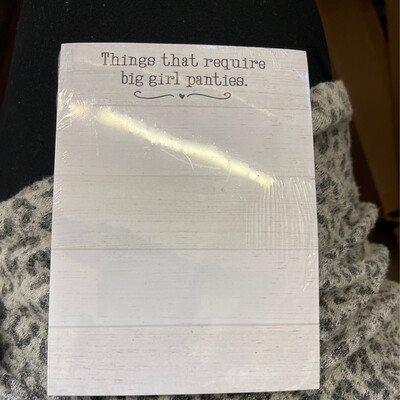 Things that require
big girl panties.